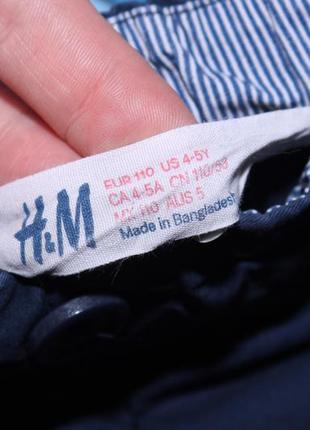 H&M
EUR 110 US 4-5Y
CA 4-5A CN 110/53
MX 110 AUS 5
Made in Bangladesh